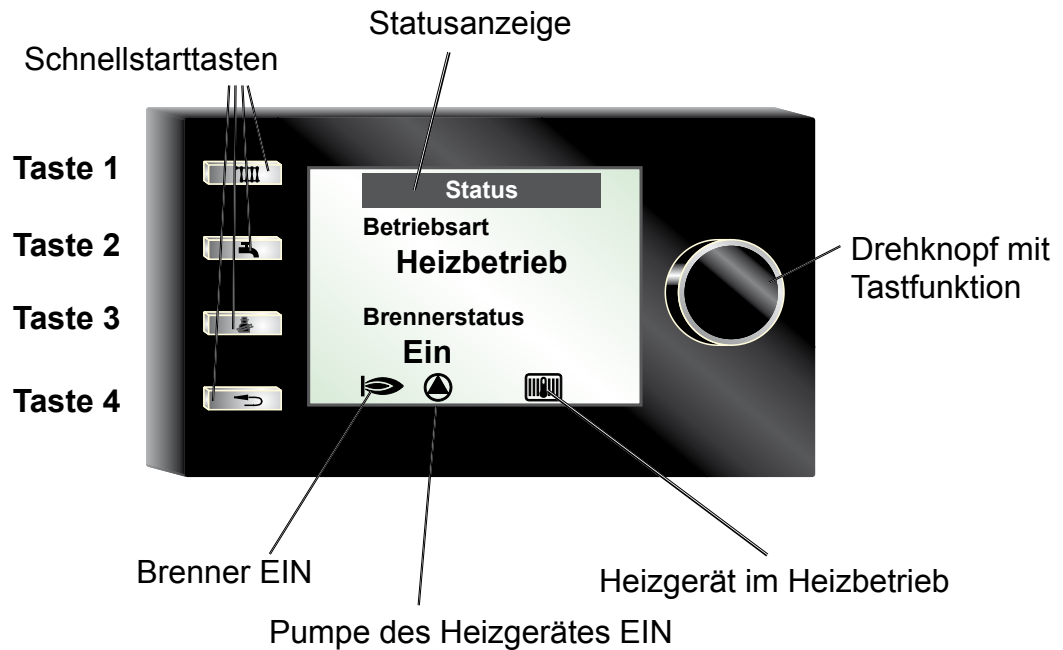 Statusanzeige
Schnellstarttasten
Taste 1
Taste 2
Taste 3
Taste 4
Status
Betriebsart
Heizbetrieb
Brennerstatus
Ein
Drehknopf mit
Tastfunktion
Brenner EIN
Heizgerät im Heizbetrieb
Pumpe des Heizgerätes EIN